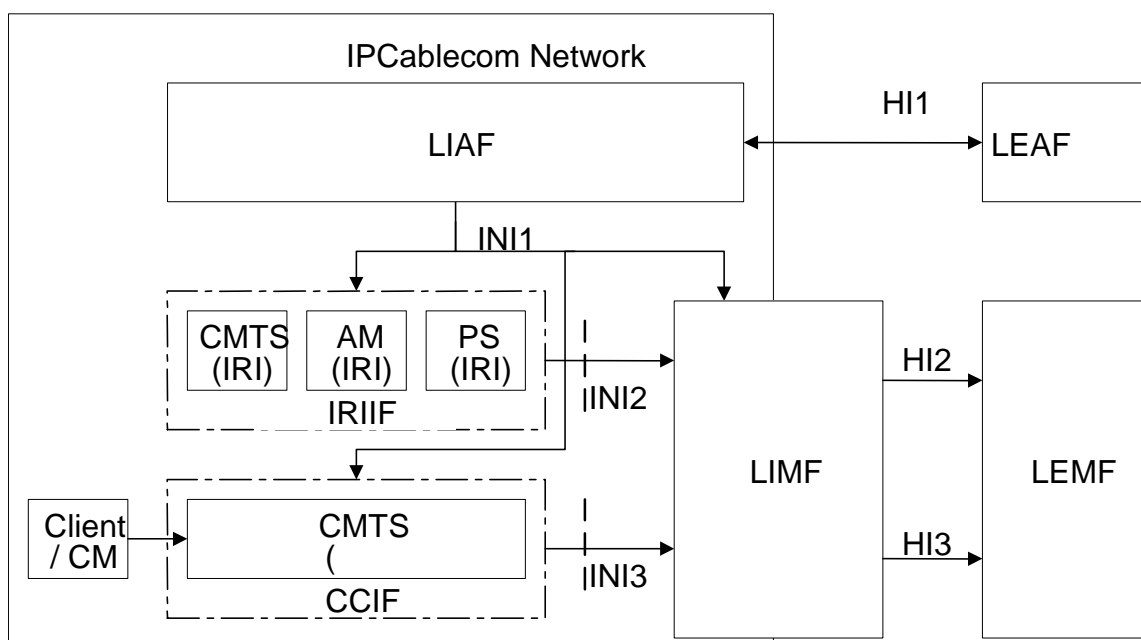 IPCablecom Network
HI1
LIAF
LEAF
INI1
CMTS
(IRI)
AM
(IRI)
PS
(IRI)
IRIIF
INI2
HI2
LIMF
LEMF
Client
/ CM
CMTS
(
CCIF
INI3
HI3